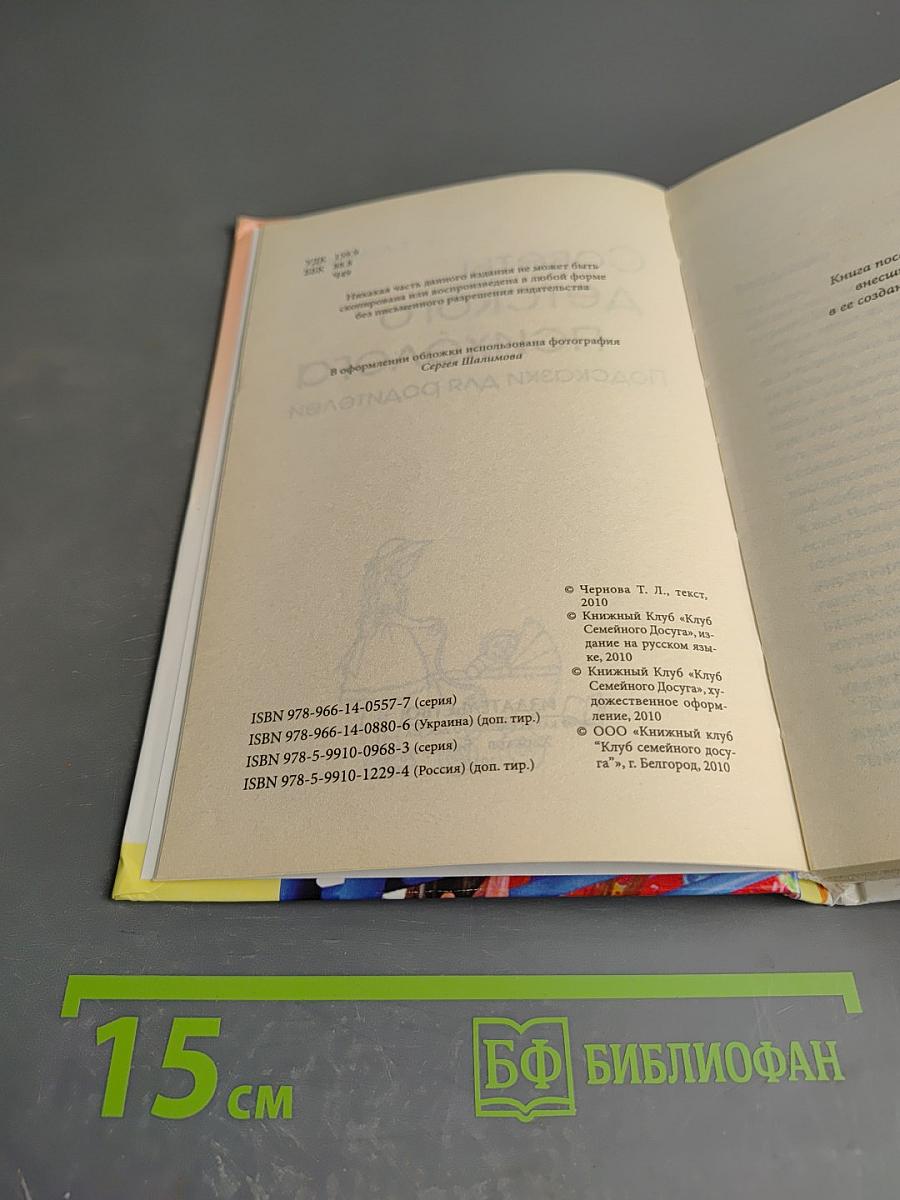 УДК 159.9
ББК 88.8
Ч49
Никакая часть данного издания не может быть
скопирована или воспроизведена в любой форме
без письменного разрешения издательства
В оформлении обложки использована фотография
Сергея Шалимова
ISBN 978-966-14-0557-7 (серия)
ISBN 978-966-14-0880-6 (Украина) (доп. тир.)
ISBN 978-5-9910-0968-3 (серия)
ISBN 978-5-9910-1229-4 (Россия) (доп. тир.)
© Чернова Т. Л., текст,
2010
© Книжный Клуб «Клуб
Семейного Досуга», из-
дание на русском язы-
ке, 2010
© Книжный Клуб «Клуб
Семейного Досуга», ху-
дожественное оформ-
ление, 2010
© ООО «Книжный клуб
“Клуб семейного досу-
га”», г. Белгород, 2010
Книга
в ее
15 см
БФ БИБЛИОФАН